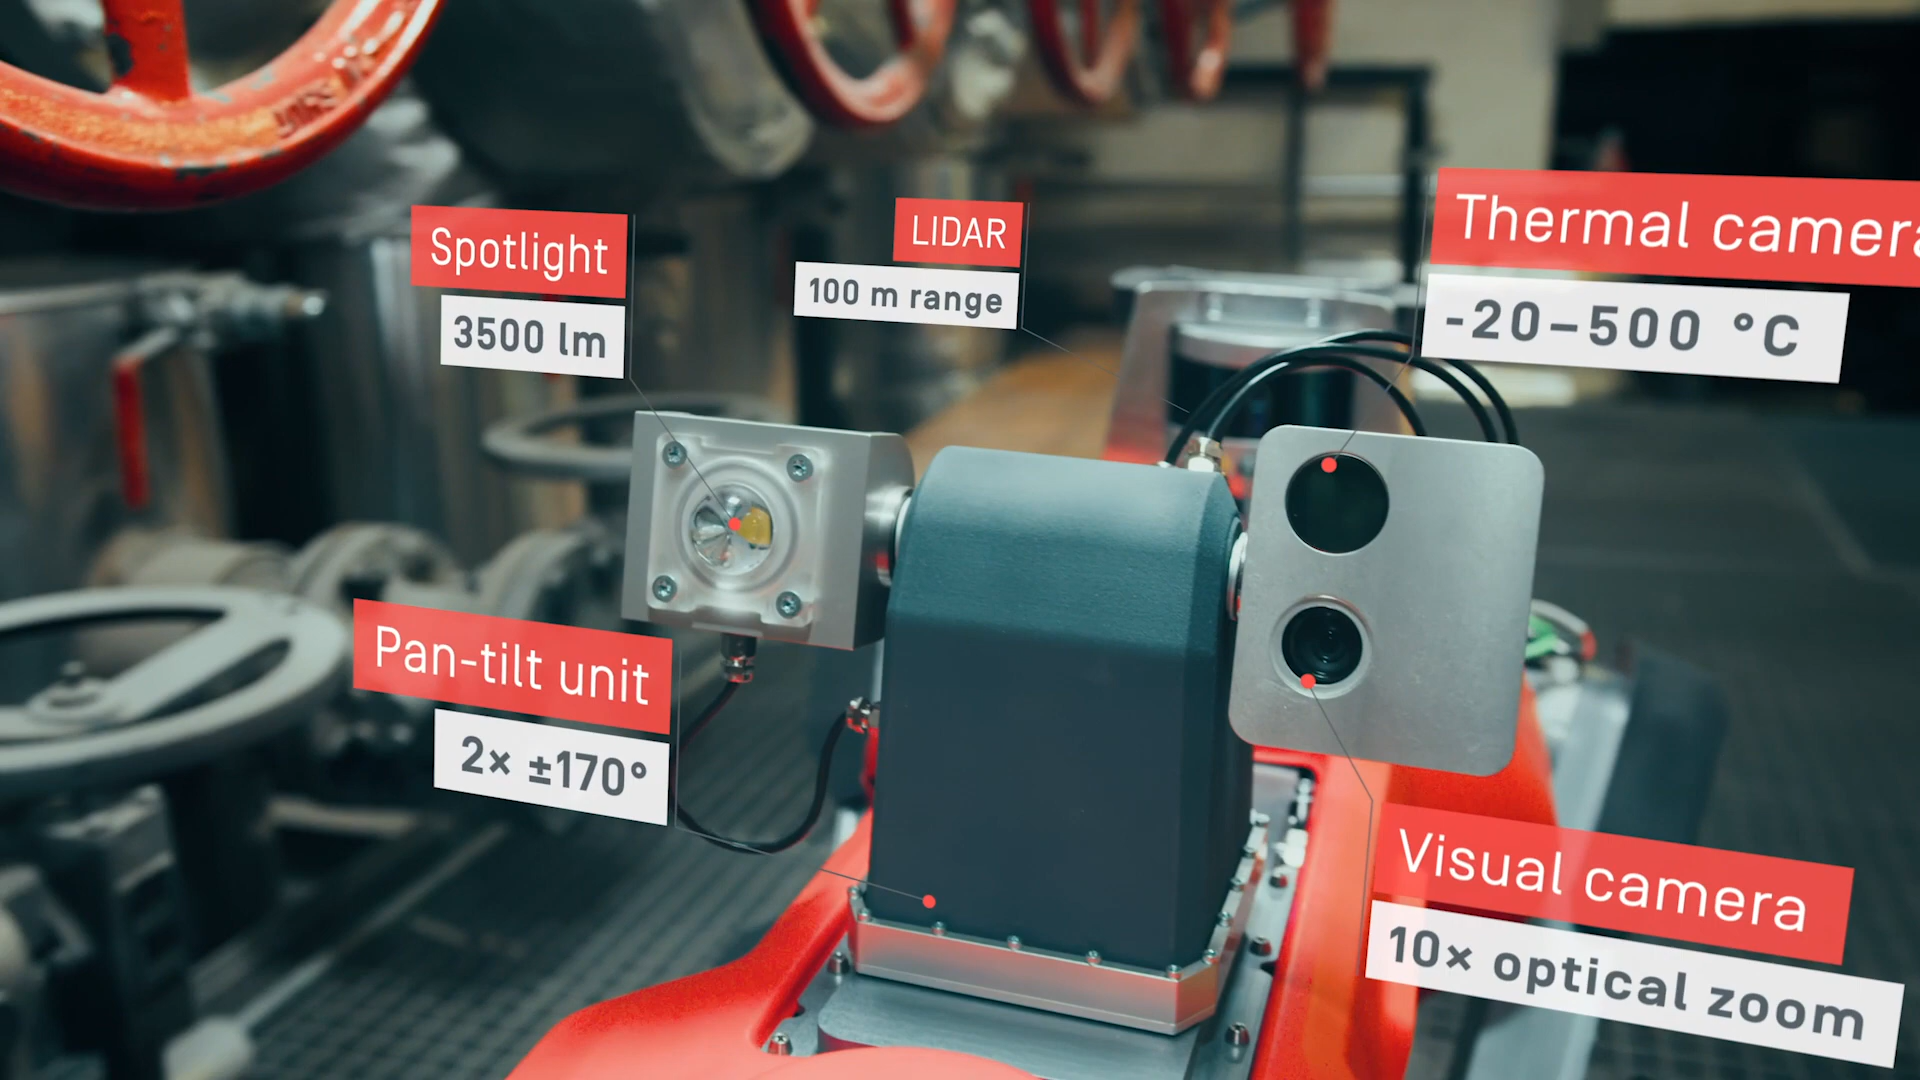 Spotlight
3500 lm
LIDAR
100 m range
Thermal camera
-20–500 °C
Pan-tilt unit
2× ±170°
Visual camera
10× optical zoom